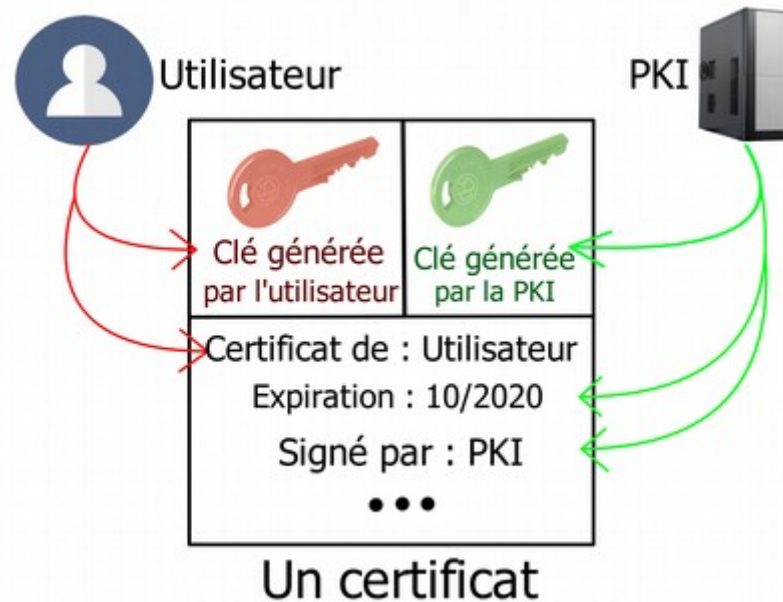 Utilisateur
PKI
Clé générée
par l'utilisateur
Clé générée
par la PKI
Certificat de : Utilisateur
Expiration : 10/2020
Signé par : PKI
•••
Un certificat